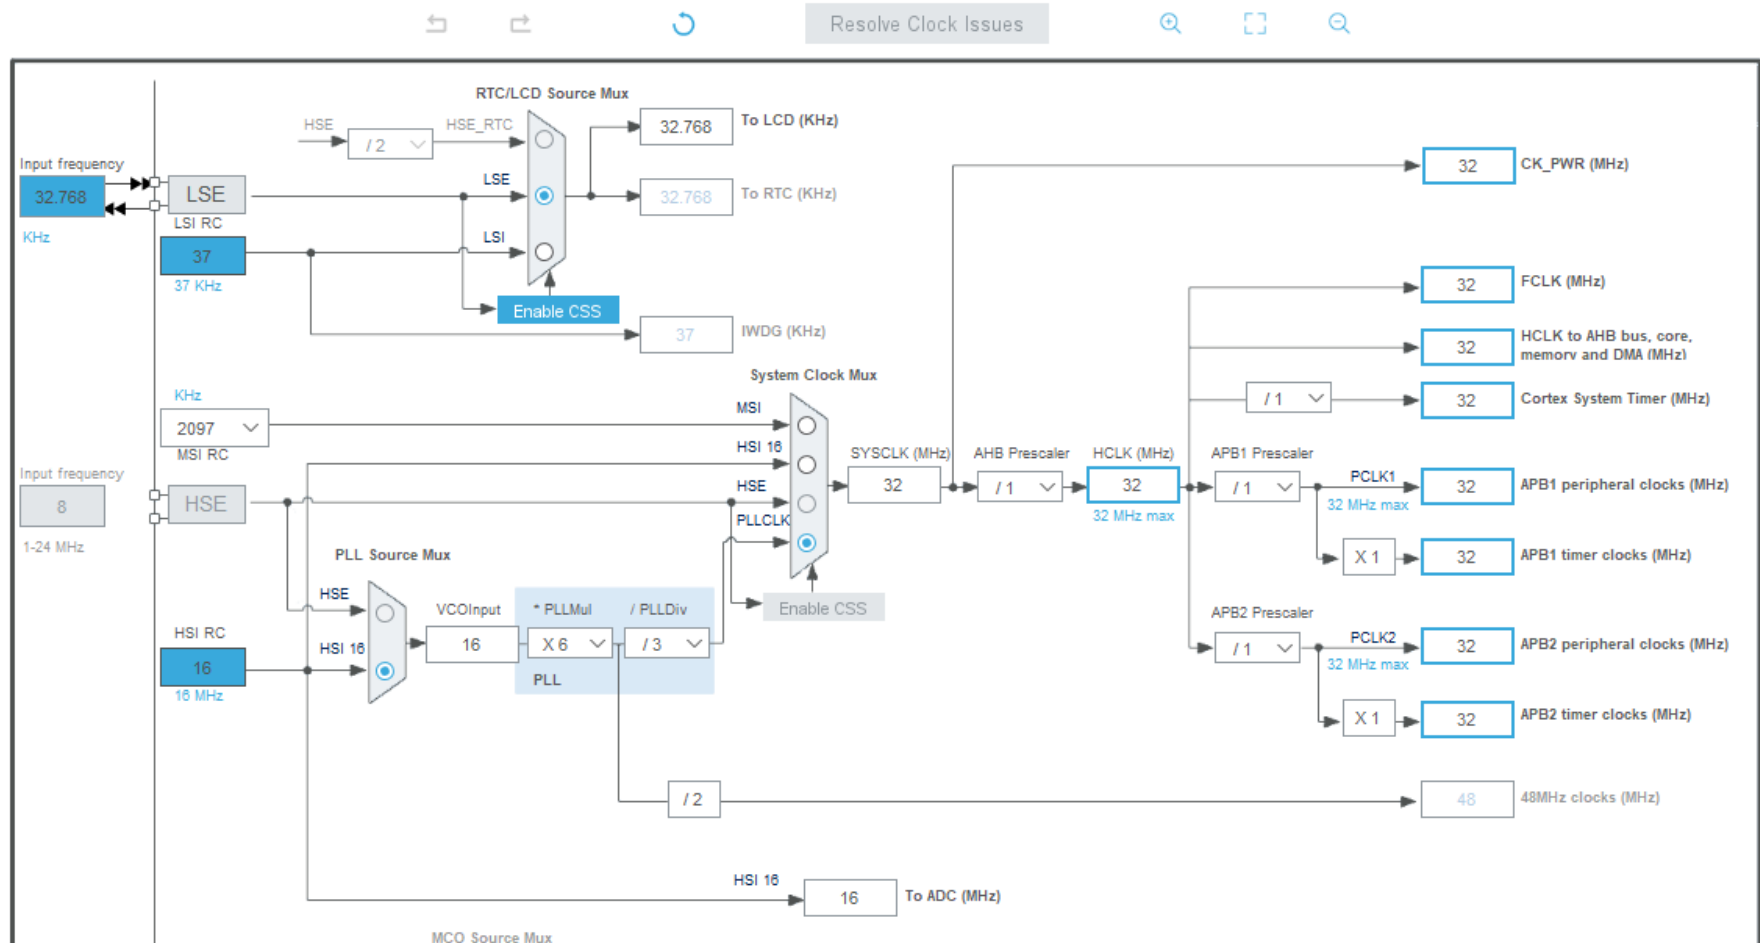 Resolve Clock Issues
RTC/LCD Source Mux
HSE
/ 2
HSE_RTC
32.768
To LCD (KHz)
Input frequency
32.768
KHz
LSE
LSE
32.768
To RTC (KHz)
32
CK_PWR (MHz)
LSI RC
37
37 KHz
LSI
Enable CSS
37
IWDG (KHz)
32
FCLK (MHz)
32
HCLK to AHB bus, core,
memory and DMA (MHz)
System Clock Mux
KHz
2097
MSI RC
MSI
HSI 16
HSE
PLLCLK
/ 1
32
Cortex System Timer (MHz)
SYSCLK (MHz)
32
AHB Prescaler
/ 1
HCLK (MHz)
32
32 MHz max
APB1 Prescaler
/ 1
PCLK1
32 MHz max
32
APB1 peripheral clocks (MHz)
Input frequency
8
1-24 MHz
HSE
X 1
32
APB1 timer clocks (MHz)
PLL Source Mux
HSE
HSI 16
HSI RC
16
16 MHz
VCOInput
16
* PLLMul
X 6
/ PLLDiv
/ 3
PLL
Enable CSS
APB2 Prescaler
/ 1
PCLK2
32 MHz max
32
APB2 peripheral clocks (MHz)
X 1
32
APB2 timer clocks (MHz)
/ 2
48
48MHz clocks (MHz)
HSI 16
16
To ADC (MHz)
MCO Source Mux